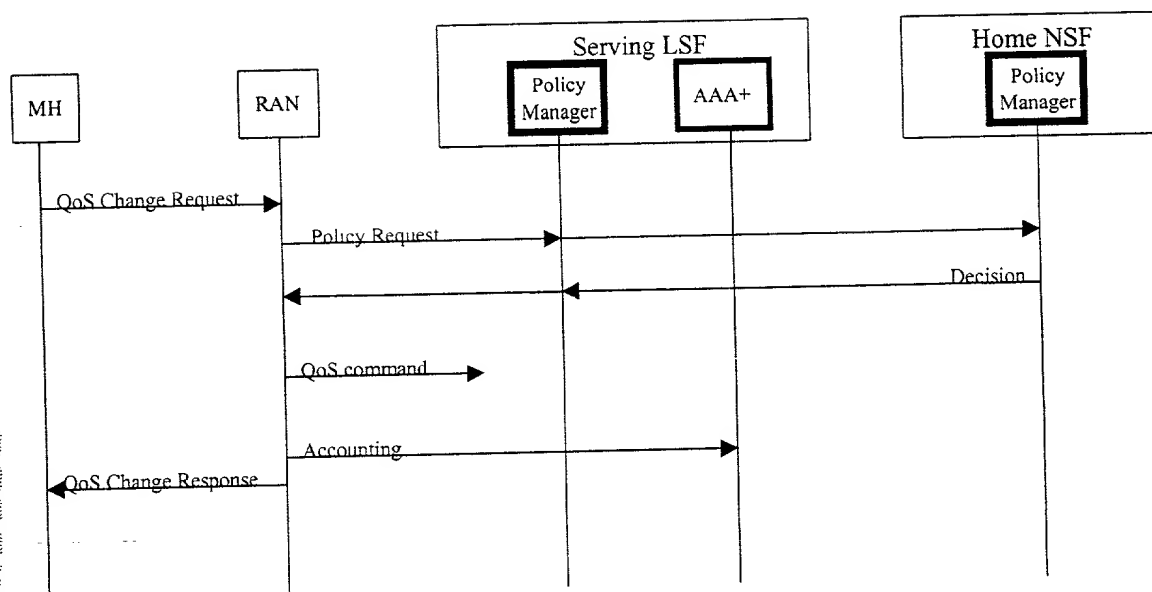 Serving LSF
Home NSF
MH
RAN
Policy
Manager
AAA+
Policy
Manager
QoS Change Request
Policy Request
Decision
QoS command
Accounting
QoS Change Response